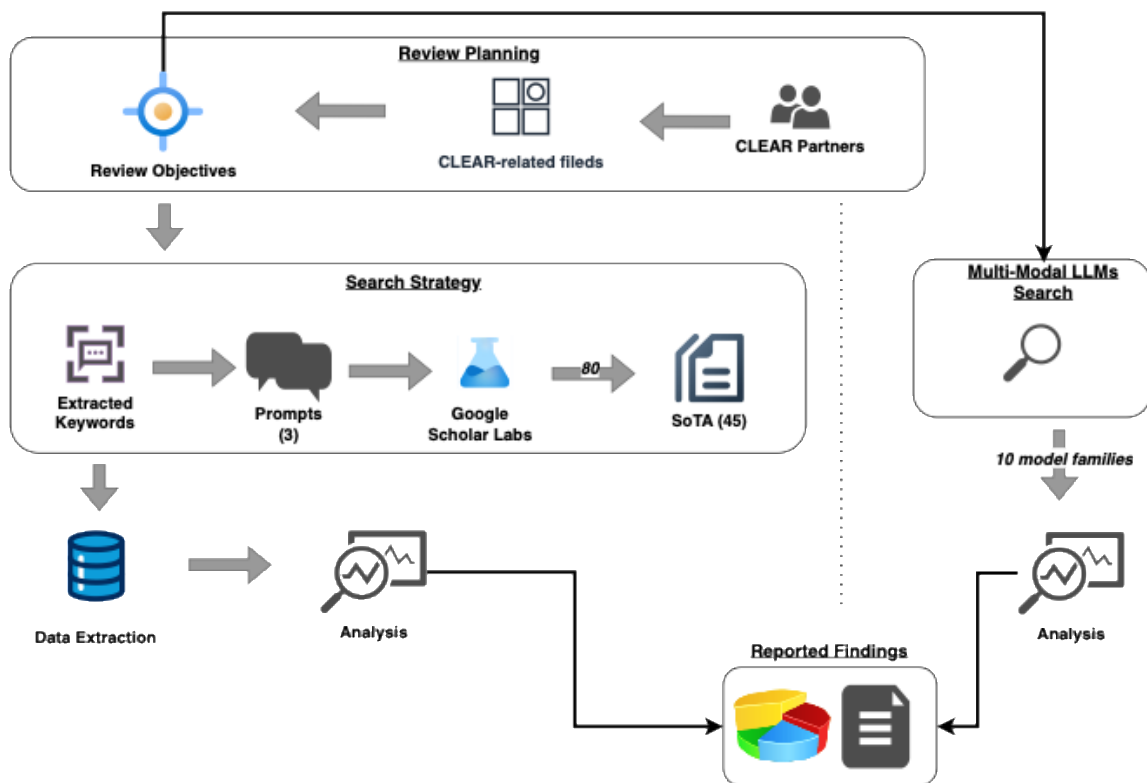 Review Planning
Review Objectives
CLEAR-related fileds
CLEAR Partners
Search Strategy
Extracted
Keywords
Prompts
(3)
Google
Scholar Labs
80
SoTA (45)
Multi-Modal LLMs
Search
10 model families
Data Extraction
Analysis
Analysis
Reported Findings